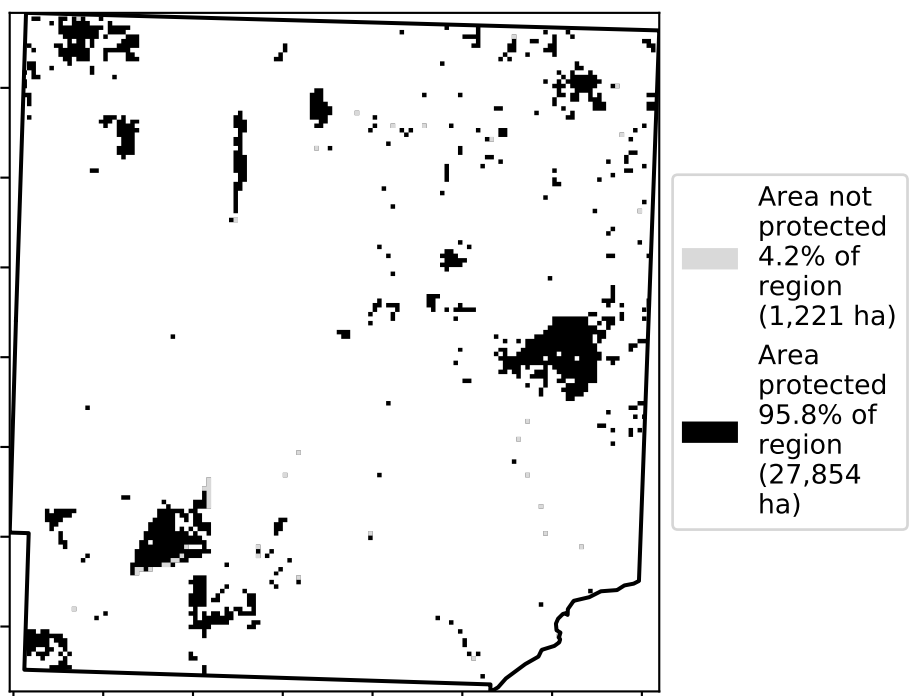 Area not
protected
4.2% of
region
(1,221 ha)
Area
protected
95.8% of
region
(27,854
ha)